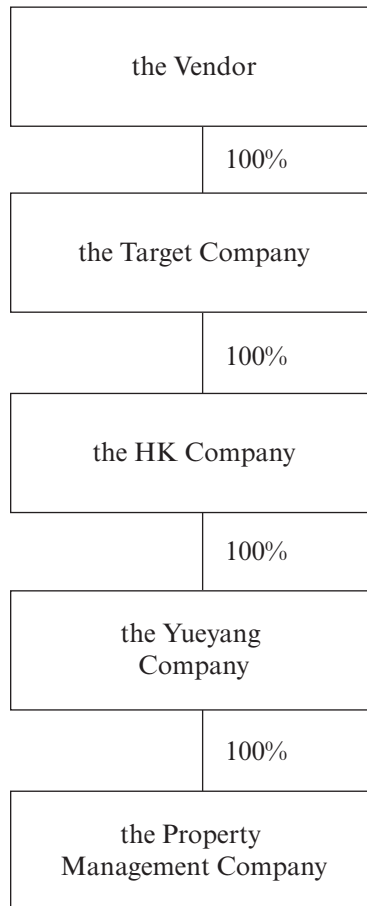 the Vendor
100%
the Target Company
100%
the HK Company
100%
the Yueyang
Company
100%
the Property
Management Company